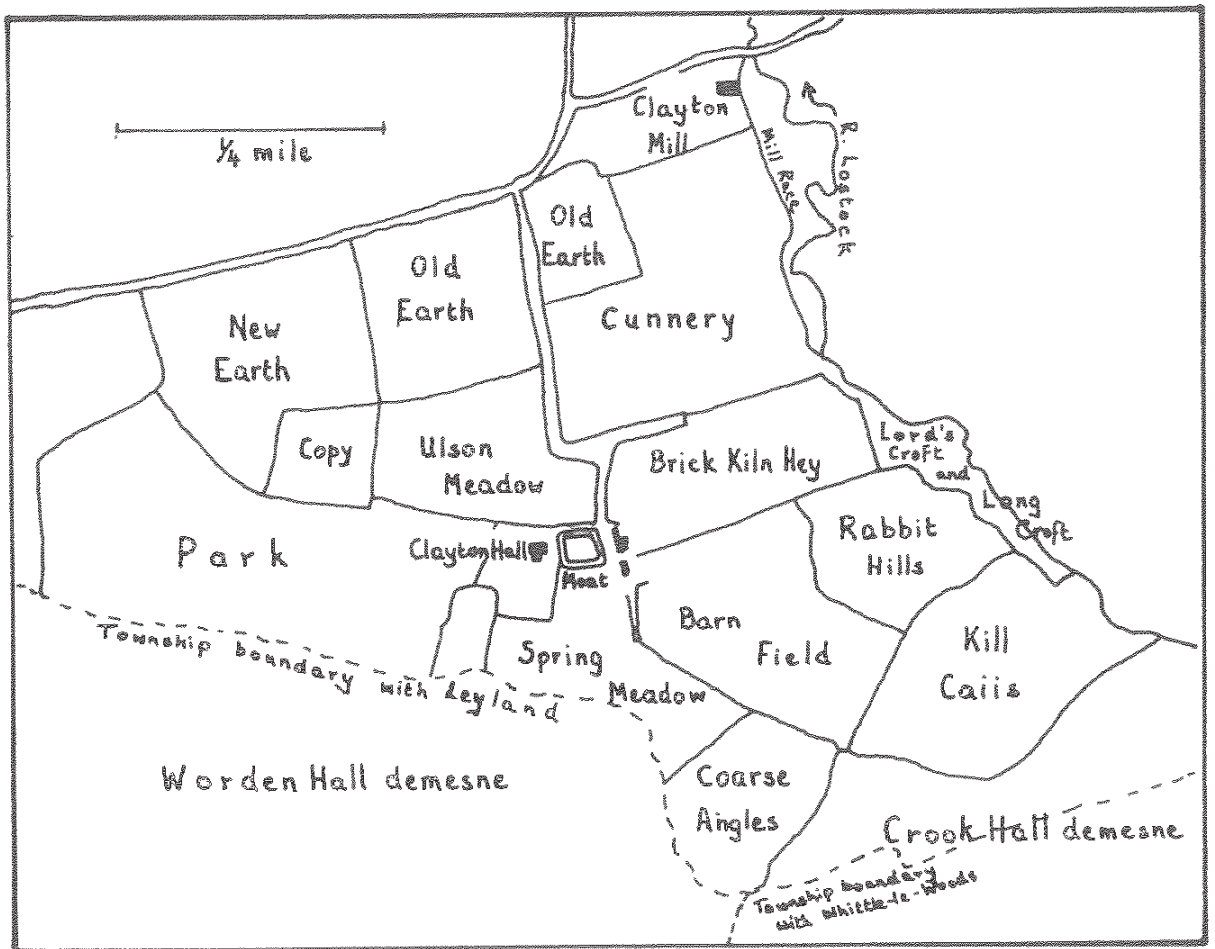 Clayton
Mill
¼ mile
Mill Race
R. Lostock
Old
Earth
Old
Earth
New
Earth
Cunnery
Copy
Ulson
Meadow
Brick Kiln Hey
Lord's
Croft
and
Long
Croft
Park
Clayton Hall
Moat
Rabbit
Hills
Barn
Field
Kill
Caiis
Spring
Meadow
Township boundary with Leyland
Worden Hall demesne
Coarse
Angles
Crook Hall demesne
Township boundary
with Whittle-le-Woods